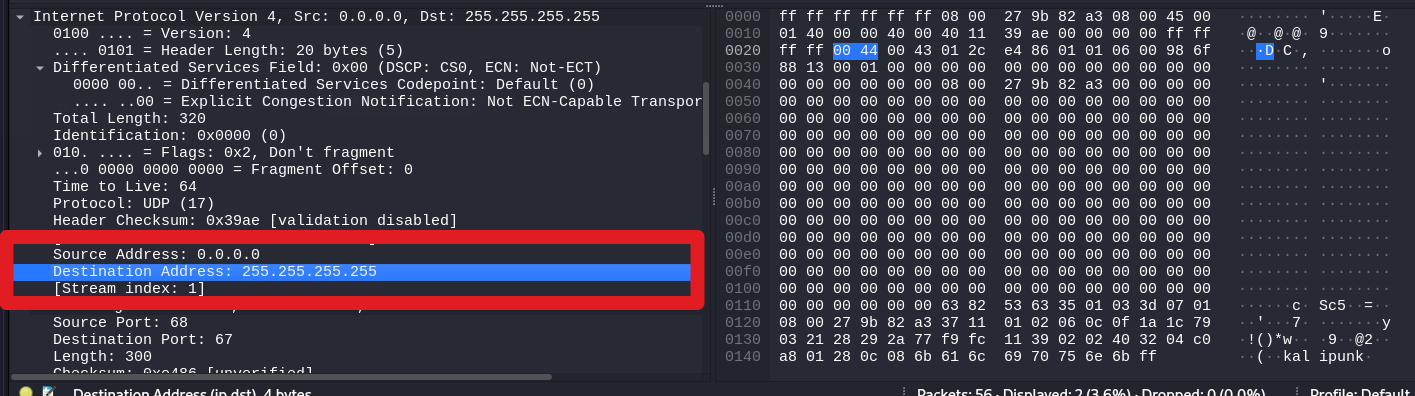 Internet Protocol Version 4, Src: 0.0.0.0, Dst: 255.255.255.255
0100 .... = Version: 4
.... 0101 = Header Length: 20 bytes (5)
Differentiated Services Field: 0x00 (DSCP: CS0, ECN: Not-ECT)
0000 00.. = Differentiated Services Codepoint: Default (0)
.... ..00 = Explicit Congestion Notification: Not ECN-Capable Transpor
Total Length: 320
Identification: 0x0000 (0)
010. .... = Flags: 0x2, Don't fragment
...0 0000 0000 0000 = Fragment Offset: 0
Time to Live: 64
Protocol: UDP (17)
Header Checksum: 0x39ae [validation disabled]
Source Address: 0.0.0.0
Destination Address: 255.255.255.255
[Stream index: 1]
Source Port: 68
Destination Port: 67
Length: 300
Checksum: 0xe486 [unverified]
0000 ff ff ff ff ff ff 08 00 27 9b 82 a3 08 00 45 00 ········ '·····E·
0010 01 40 00 00 40 00 40 11 39 ae 00 00 00 00 ff ff ·@··@·@· 9·······
0020 ff ff 00 44 00 43 01 2c e4 86 01 01 06 00 98 6f ···D·C·, ·······o
0030 88 13 00 01 00 00 00 00 00 00 00 00 00 00 00 00 ········ ········
0040 00 00 00 00 00 00 08 00 27 9b 82 a3 00 00 00 00 ········ '·······
0050 00 00 00 00 00 00 00 00 00 00 00 00 00 00 00 00 ········ ········
0060 00 00 00 00 00 00 00 00 00 00 00 00 00 00 00 00 ········ ········
0070 00 00 00 00 00 00 00 00 00 00 00 00 00 00 00 00 ········ ········
0080 00 00 00 00 00 00 00 00 00 00 00 00 00 00 00 00 ········ ········
0090 00 00 00 00 00 00 00 00 00 00 00 00 00 00 00 00 ········ ········
00a0 00 00 00 00 00 00 00 00 00 00 00 00 00 00 00 00 ········ ········
00b0 00 00 00 00 00 00 00 00 00 00 00 00 00 00 00 00 ········ ········
00c0 00 00 00 00 00 00 00 00 00 00 00 00 00 00 00 00 ········ ········
00d0 00 00 00 00 00 00 00 00 00 00 00 00 00 00 00 00 ········ ········
00e0 00 00 00 00 00 00 00 00 00 00 00 00 00 00 00 00 ········ ········
00f0 00 00 00 00 00 00 00 00 00 00 00 00 00 00 00 00 ········ ········
0100 00 00 00 00 00 00 00 00 00 00 00 00 00 00 00 00 ········ ········
0110 00 00 00 00 00 00 63 82 53 63 35 01 03 3d 07 01 ······c· Sc5··=··
0120 08 00 27 9b 82 a3 37 11 01 02 06 0c 0f 1a 1c 79 ··'···7· ·······y
0130 03 21 28 29 2a 77 f9 fc 11 39 02 02 40 32 04 c0 ·!()*w·· ·9··@2··
0140 a8 01 28 0c 08 6b 61 6c 69 70 75 6e 6b ff ··(··kal ipunk·
Destination Address (ip.dst), 4 bytes
Packets: 56 · Displayed: 2 (3.6%) · Dropped: 0 (0.0%)
Profile: Default